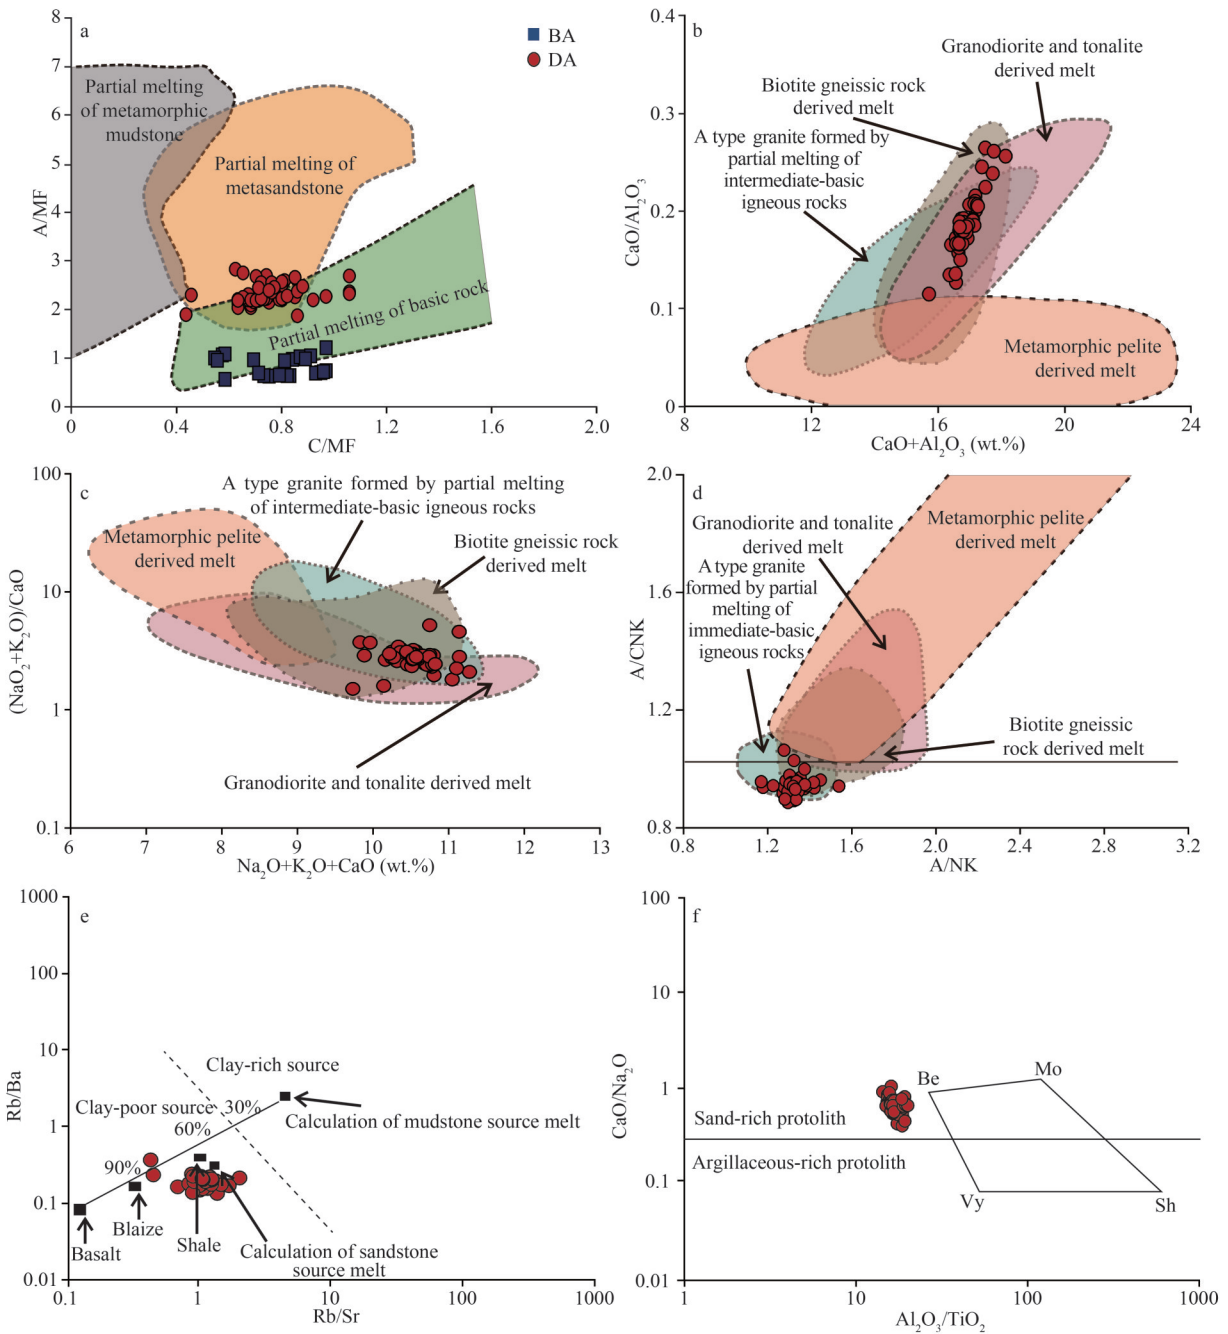 a
BA
DA
8
7
6
5
4
3
2
1
0
A/MF
Partial melting
of metamorphic
mudstone
Partial melting of
metasandstone
Partial melting of basic rock
0
0.4
0.8
1.2
1.6
2.0
C/MF
b
0.4
0.3
0.2
0.1
0
CaO/Al₂O₃
Granodiorite and tonalite
derived melt
Biotite gneissic rock
derived melt
A type granite formed by
partial melting of
intermediate-basic
igneous rocks
Metamorphic pelite
derived melt
8
12
16
20
24
CaO+Al₂O₃ (wt.%)
c
100
10
1
0.1
(NaO₂+K₂O)/CaO
A type granite formed by partial melting
of intermediate-basic igneous rocks
Metamorphic pelite
derived melt
Biotite gneissic rock
derived melt
Granodiorite and tonalite derived melt
6
7
8
9
10
11
12
13
Na₂O+K₂O+CaO (wt.%)
d
2.0
1.6
1.2
0.8
A/CNK
Metamorphic pelite
derived melt
Granodiorite and tonalite
derived melt
A type granite
formed by partial
melting of
immediate-basic
igneous rocks
Biotite gneissic
rock derived melt
0.8
1.2
1.6
2.0
2.4
2.8
3.2
A/NK
e
1000
100
10
1
0.1
0.01
Rb/Ba
Clay-rich source
Clay-poor source
30%
60%
90%
Calculation of mudstone source melt
Basalt
Blaize
Shale
Calculation of sandstone
source melt
0.1
1
10
100
1000
Rb/Sr
f
100
10
1
0.1
0.01
CaO/Na₂O
Be
Mo
Sand-rich protolith
Argillaceous-rich protolith
Vy
Sh
1
10
100
1000
Al₂O₃/TiO₂